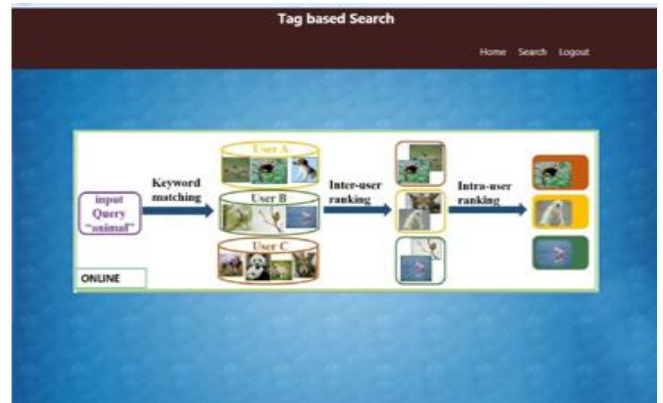 Tag based Search
Home Search Logout
input
Query
"animal"
Keyword
matching
User A
User B
User C
Inter-user
ranking
Intra-user
ranking
ONLINE